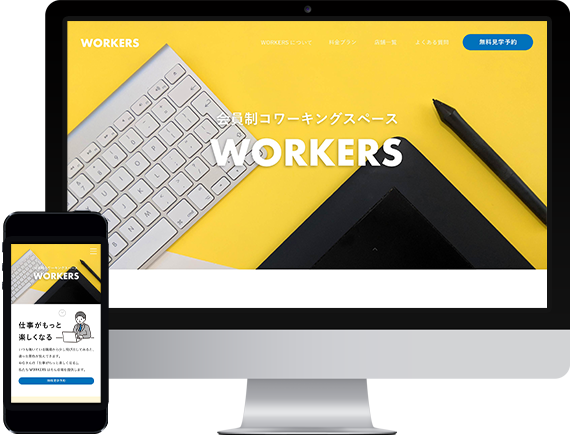 WORKERS
WORKERSについて
料金プラン
店舗一覧
よくある質問
無料見学予約
会員制コワーキングスペース
WORKERS
WORKERS
仕事がもっと
楽しくなる
無料見学予約